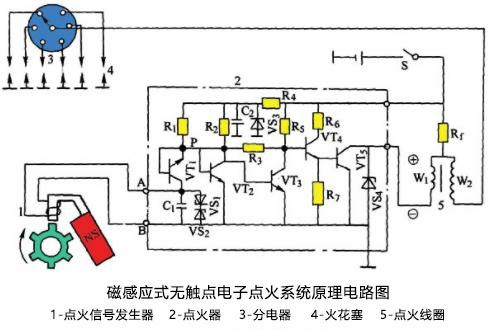 3
4
2
S
R₄
C₂
VS₃
R₁
R₂
R₅
R₆
VT₄
Rf
P
R₃
VT₅
VT₁
VT₂
VT₃
R₇
⊕
W₁
W₂
5
A
C₁
VS₁
VS₄
1
B
VS₂
⊖
N S
磁感应式无触点电子点火系统原理电路图
1-点火信号发生器 2-点火器 3-分电器 4-火花塞 5-点火线圈